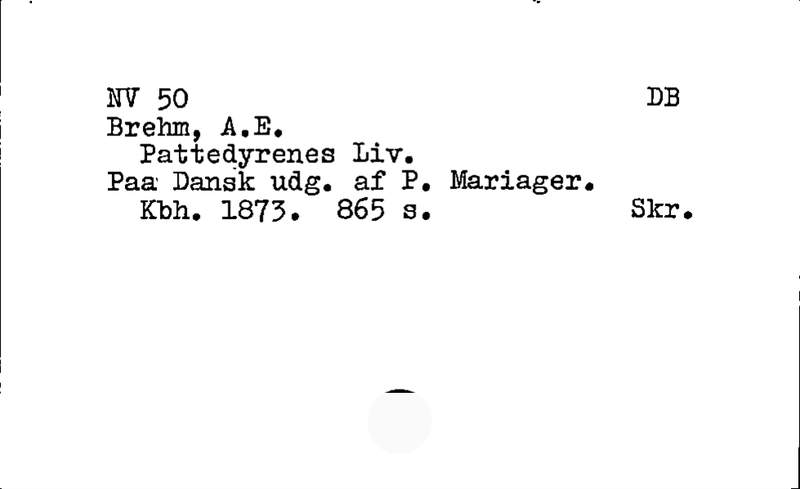 NV 50 DB
Brehm, A.E.
Pattedyrenes Liv.
Paa Dansk udg. af P. Mariager.
Kbh. 1873. 865 s. Skr.